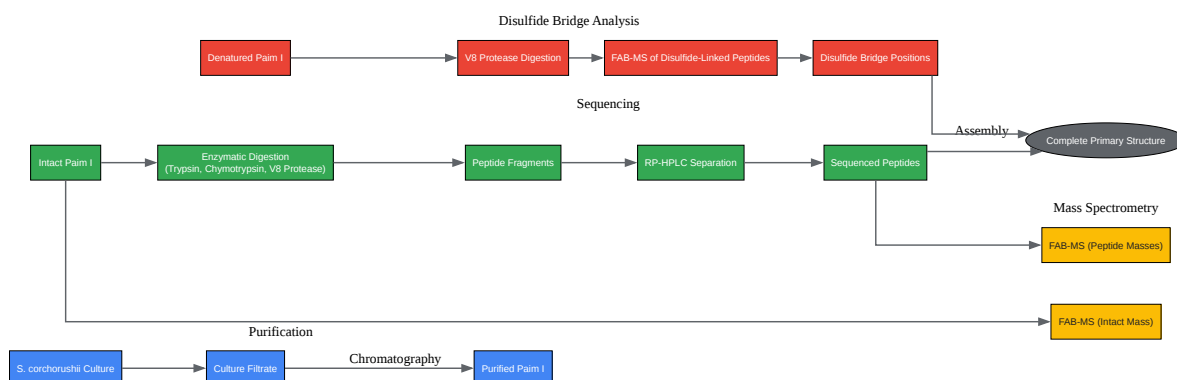 Disulfide Bridge Analysis
Denatured Paim I
V8 Protease Digestion
FAB-MS of Disulfide-Linked Peptides
Disulfide Bridge Positions
Sequencing
Assembly
Complete Primary Structure
Intact Paim I
Enzymatic Digestion
(Trypsin, Chymotrypsin, V8 Protease)
Peptide Fragments
RP-HPLC Separation
Sequenced Peptides
Mass Spectrometry
FAB-MS (Peptide Masses)
FAB-MS (Intact Mass)
Purification
S. corchorushii Culture
Culture Filtrate
Chromatography
Purified Paim I